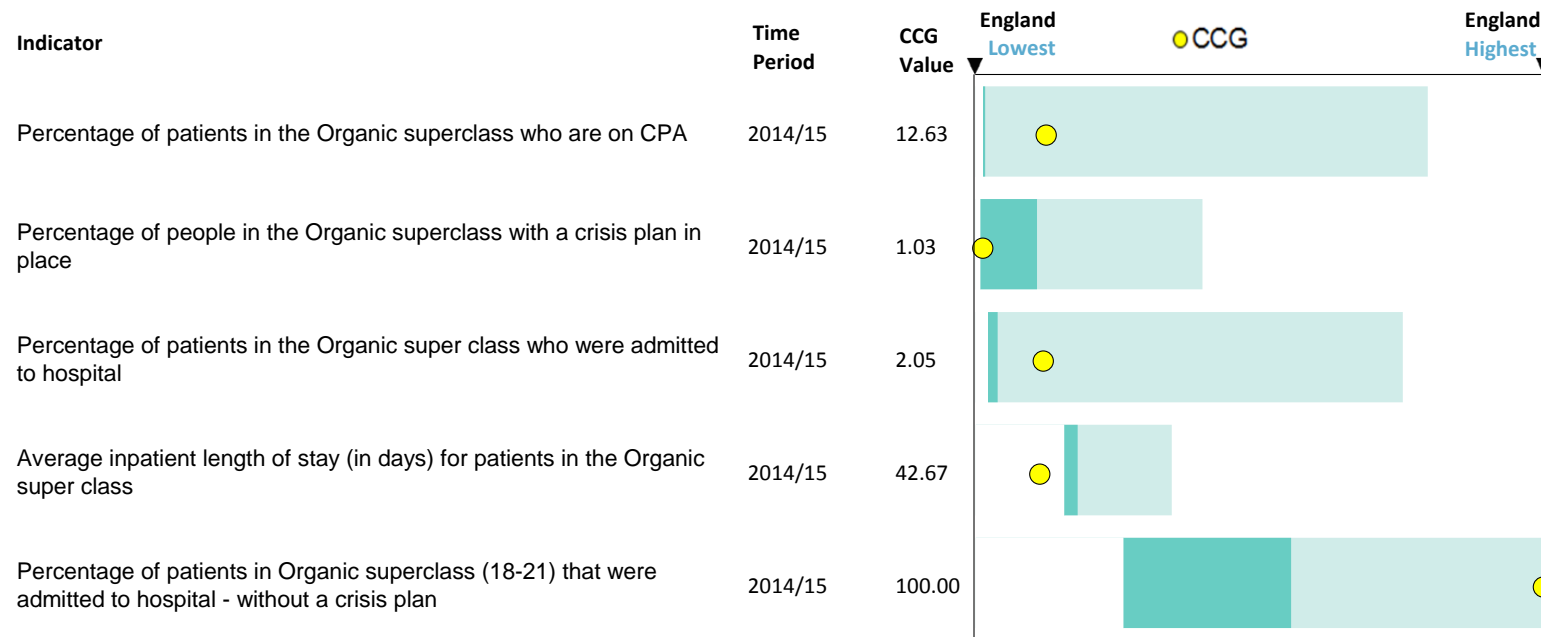 Indicator
Time
Period
CCG
Value
England
Lowest
CCG
England
Highest
Percentage of patients in the Organic superclass who are on CPA
2014/15
12.63
Percentage of people in the Organic superclass with a crisis plan in
place
2014/15
1.03
Percentage of patients in the Organic super class who were admitted
to hospital
2014/15
2.05
Average inpatient length of stay (in days) for patients in the Organic
super class
2014/15
42.67
Percentage of patients in Organic superclass (18-21) that were
admitted to hospital - without a crisis plan
2014/15
100.00